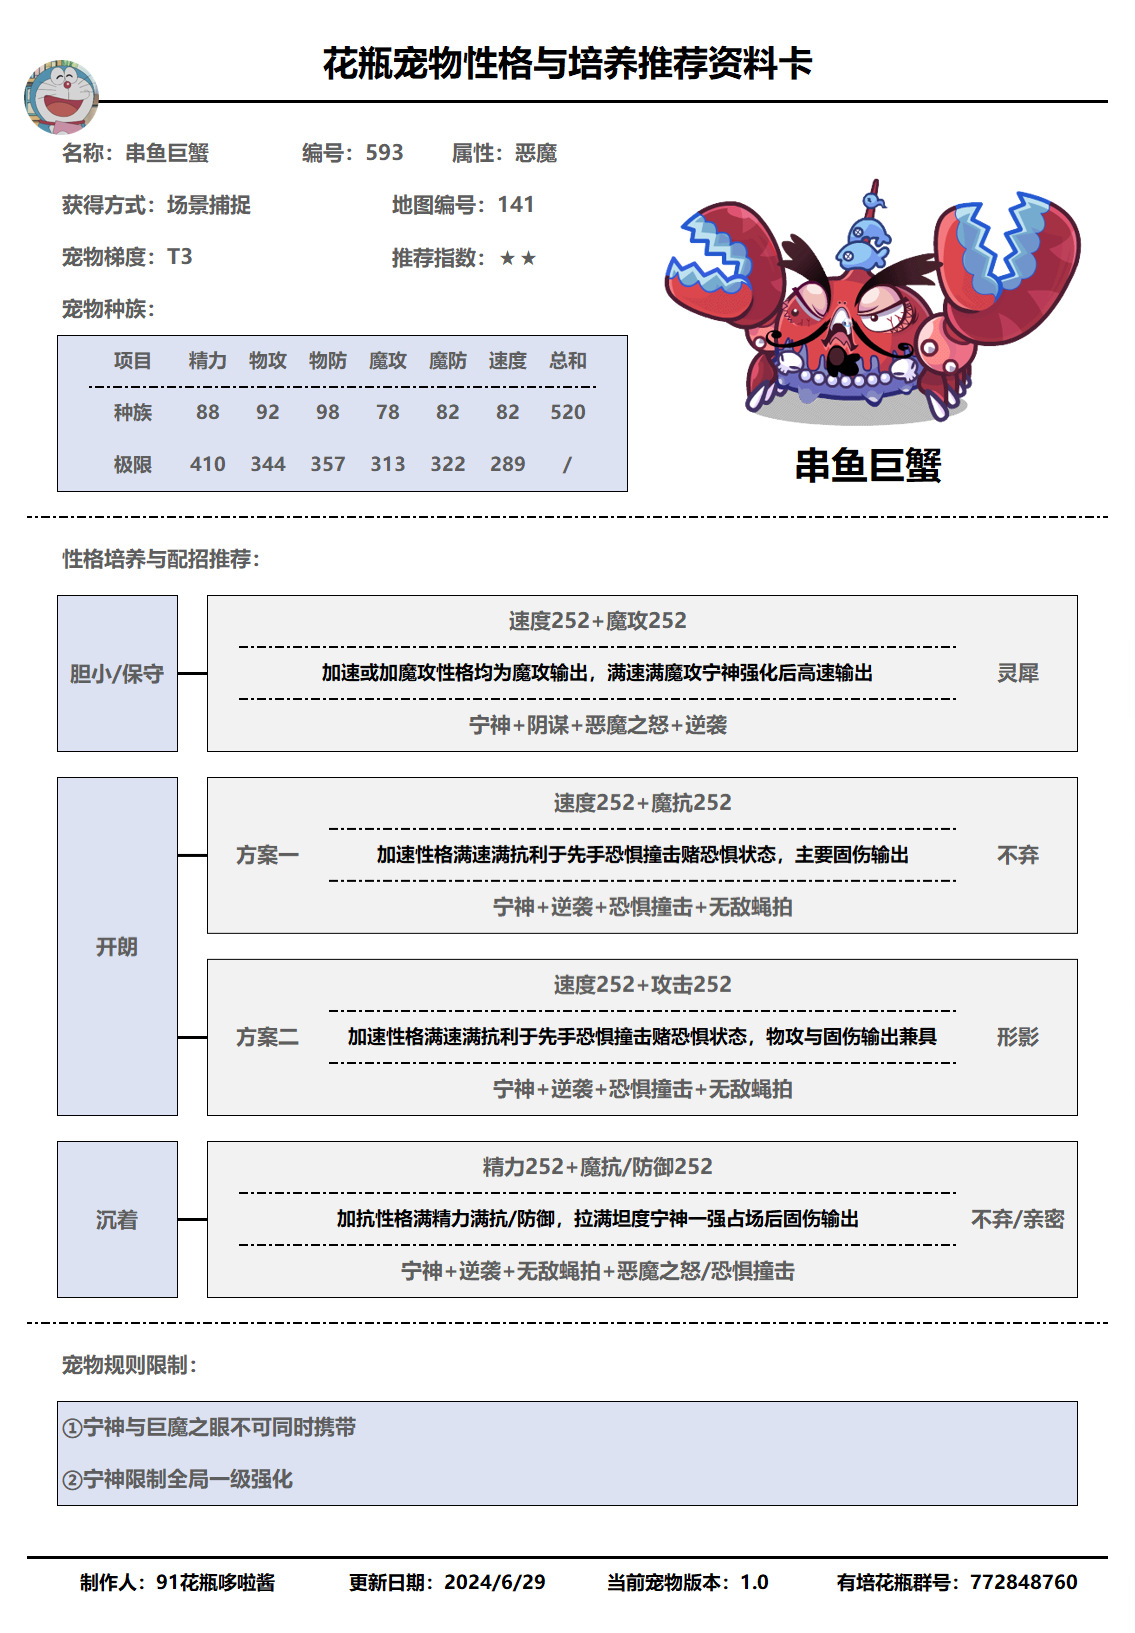 花瓶宠物性格与培养推荐资料卡
名称：串鱼巨蟹 编号：593 属性：恶魔
获得方式：场景捕捉 地图编号：141
宠物梯度：T3 推荐指数：★★
宠物种族：
项目 精力 物攻 物防 魔攻 魔防 速度 总和
种族 88 92 98 78 82 82 520
极限 410 344 357 313 322 289 /
串鱼巨蟹
性格培养与配招推荐：
胆小/保守
速度252+魔攻252
加速或加魔攻性格均为魔攻输出，满速满魔攻宁神强化后高速输出
宁神+阴谋+恶魔之怒+逆袭
灵犀
开朗
方案一
速度252+魔抗252
加速性格满速满抗利于先手恐惧撞击赌恐惧状态，主要固伤输出
宁神+逆袭+恐惧撞击+无敌蝇拍
不弃
方案二
速度252+攻击252
加速性格满速满抗利于先手恐惧撞击赌恐惧状态，物攻与固伤输出兼具
宁神+逆袭+恐惧撞击+无敌蝇拍
形影
沉着
精力252+魔抗/防御252
加抗性格满精力满抗/防御，拉满坦度宁神一强占场后固伤输出
宁神+逆袭+无敌蝇拍+恶魔之怒/恐惧撞击
不弃/亲密
宠物规则限制：
①宁神与巨魔之眼不可同时携带
②宁神限制全局一级强化
制作人：91花瓶哆啦酱 更新日期：2024/6/29 当前宠物版本：1.0 有培花瓶群号：772848760